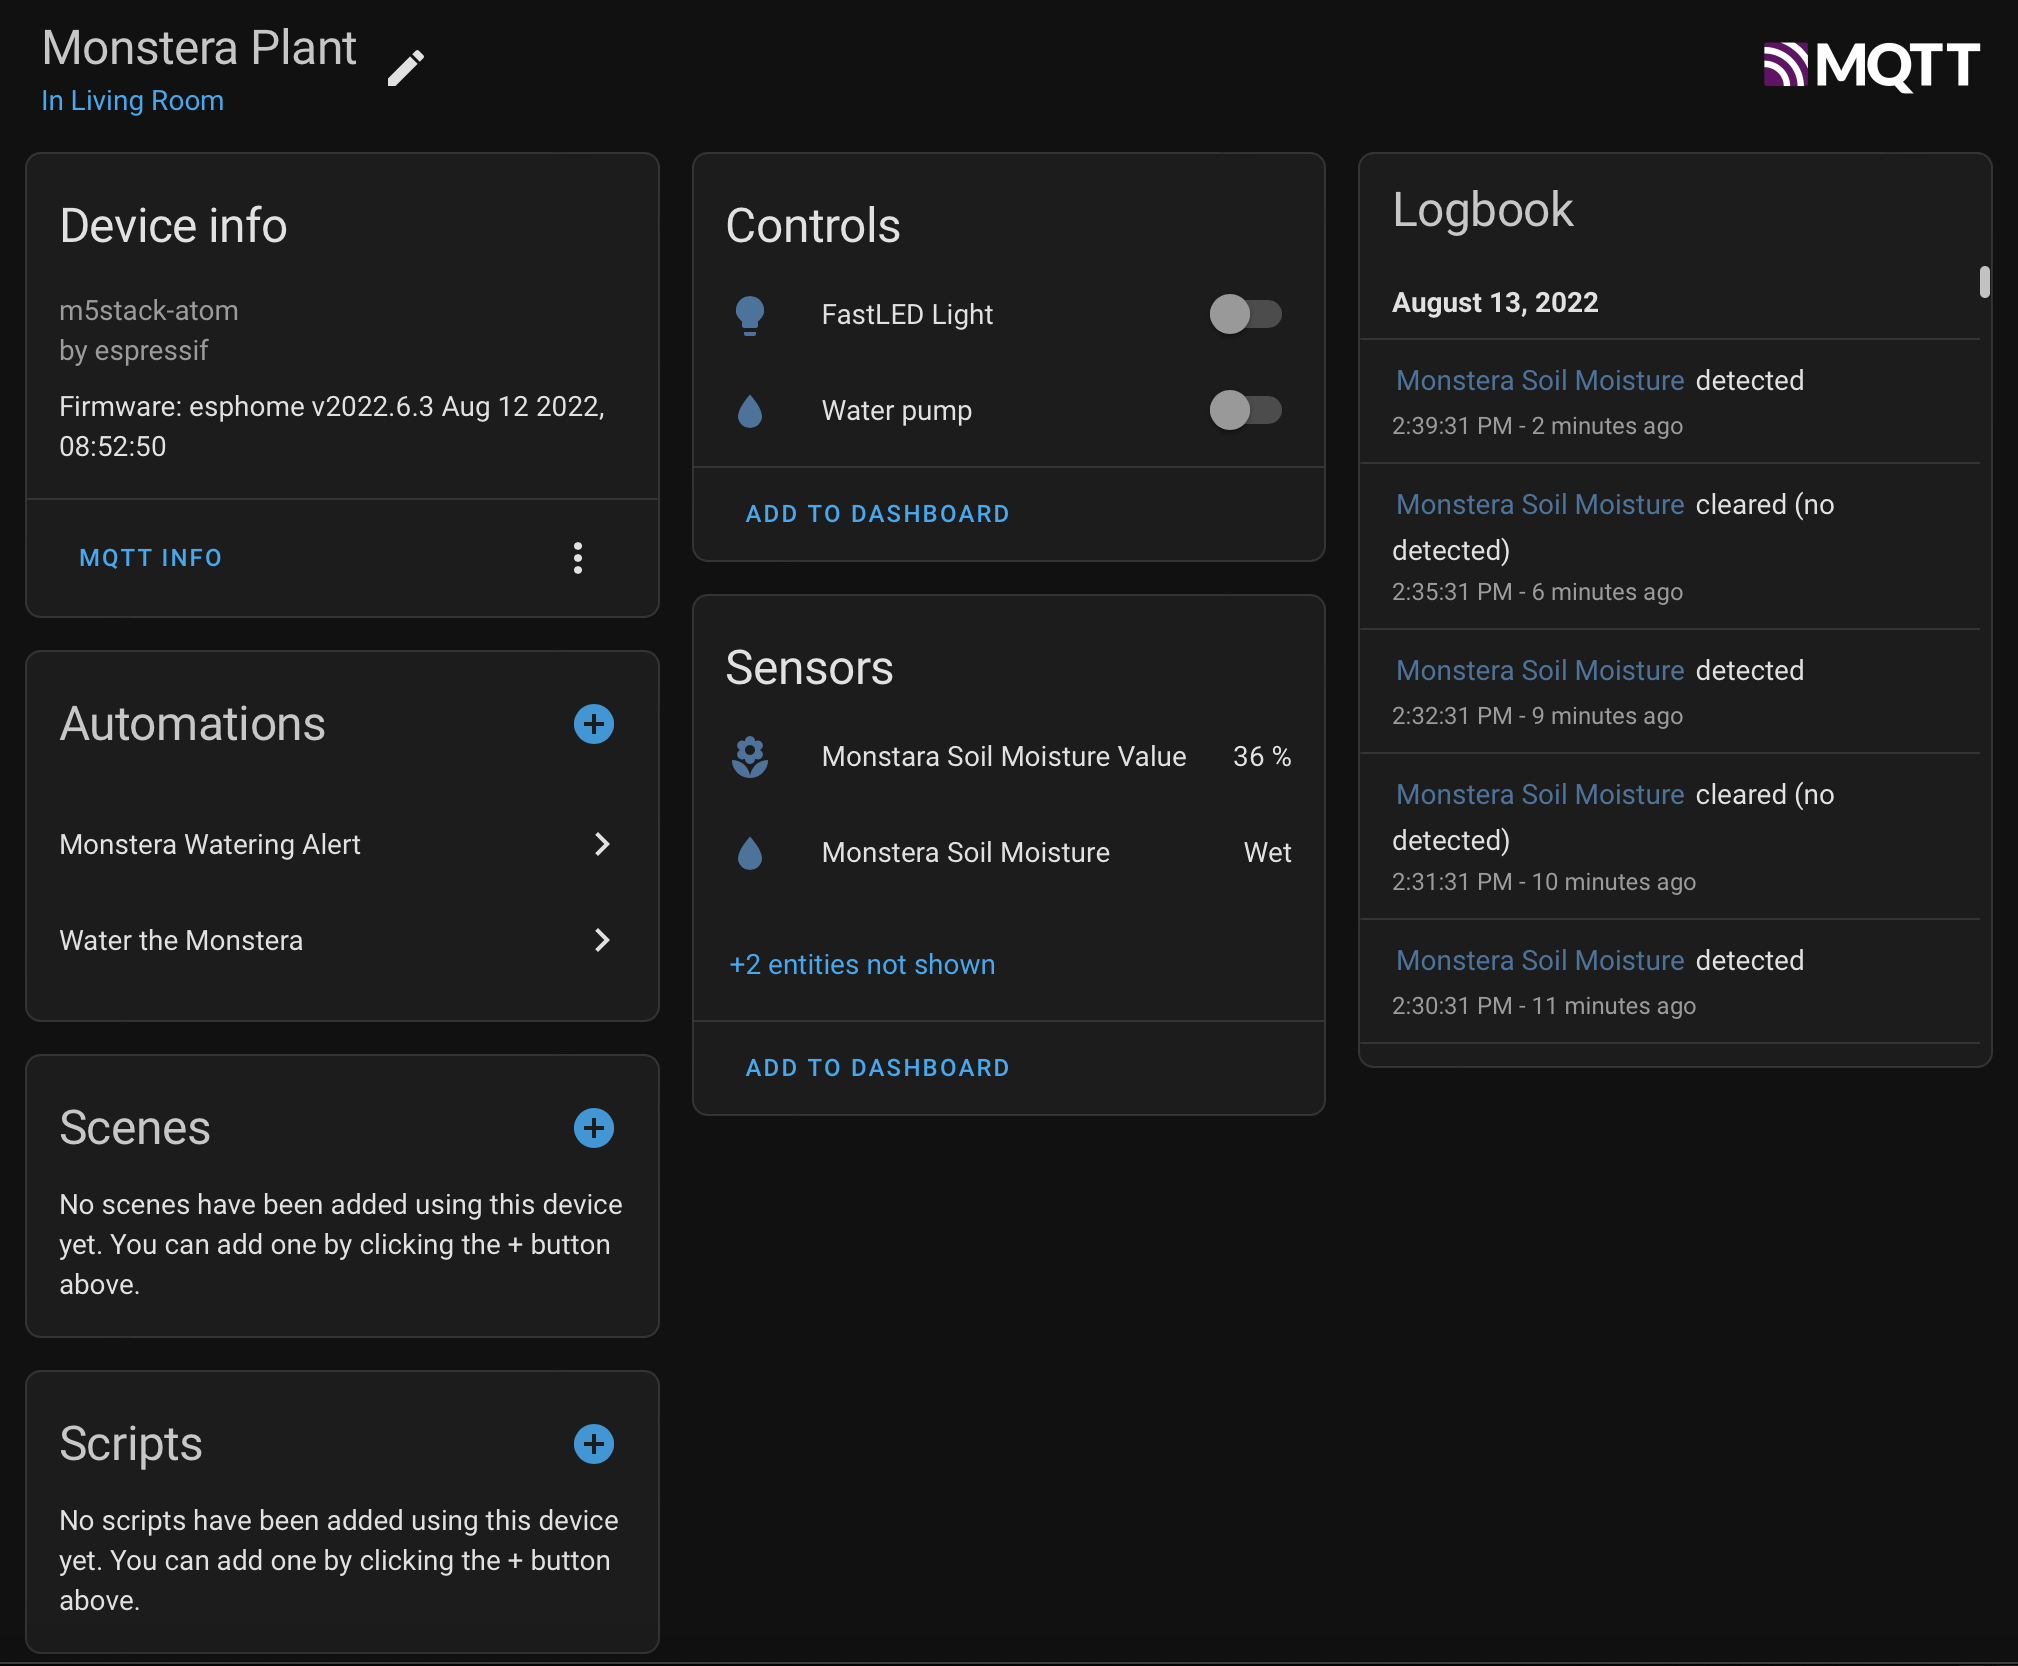 Monstera Plant
In Living Room
MQTT
Device info
m5stack-atom
by espressif
Firmware: esphome v2022.6.3 Aug 12 2022,
08:52:50
MQTT INFO
Automations
Monstera Watering Alert
Water the Monstera
Scenes
No scenes have been added using this device
yet. You can add one by clicking the + button
above.
Scripts
No scripts have been added using this device
yet. You can add one by clicking the + button
above.
Controls
FastLED Light
Water pump
ADD TO DASHBOARD
Sensors
Monstara Soil Moisture Value 36 %
Monstera Soil Moisture Wet
+2 entities not shown
ADD TO DASHBOARD
Logbook
August 13, 2022
Monstera Soil Moisture detected
2:39:31 PM - 2 minutes ago
Monstera Soil Moisture cleared (no
detected)
2:35:31 PM - 6 minutes ago
Monstera Soil Moisture detected
2:32:31 PM - 9 minutes ago
Monstera Soil Moisture cleared (no
detected)
2:31:31 PM - 10 minutes ago
Monstera Soil Moisture detected
2:30:31 PM - 11 minutes ago